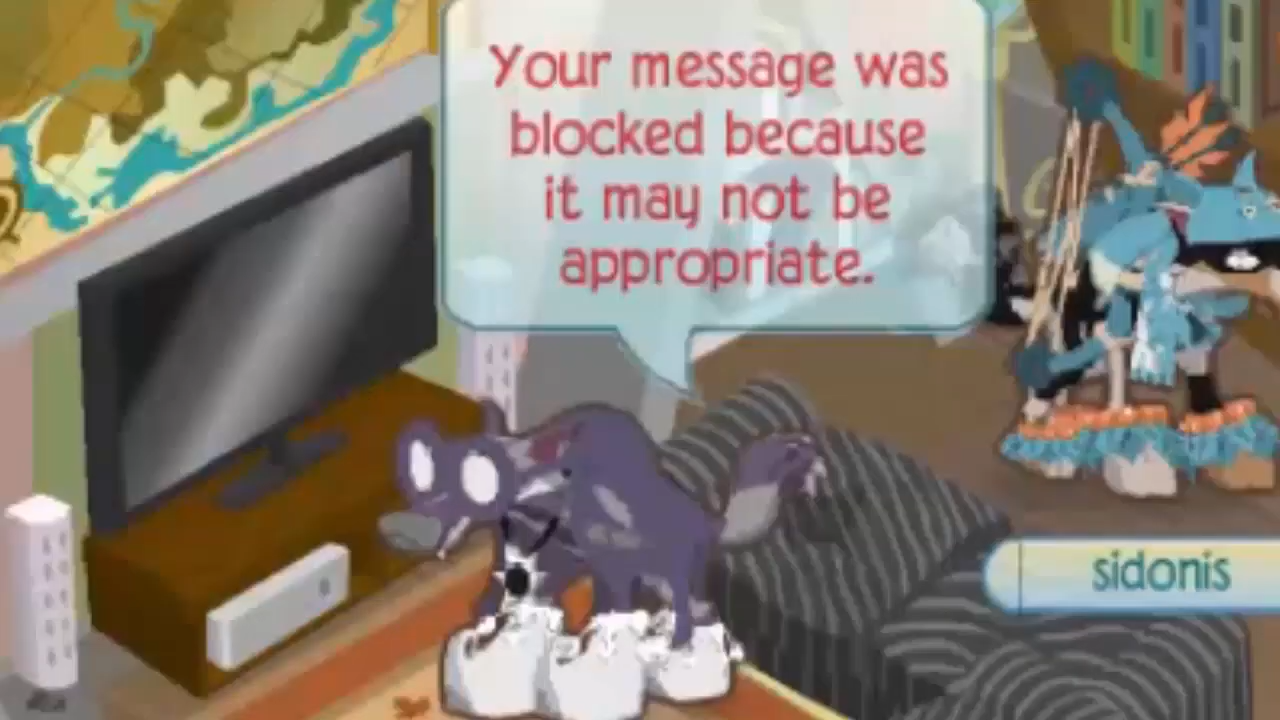 Your message was
blocked because
it may not be
appropriate.
sidonis